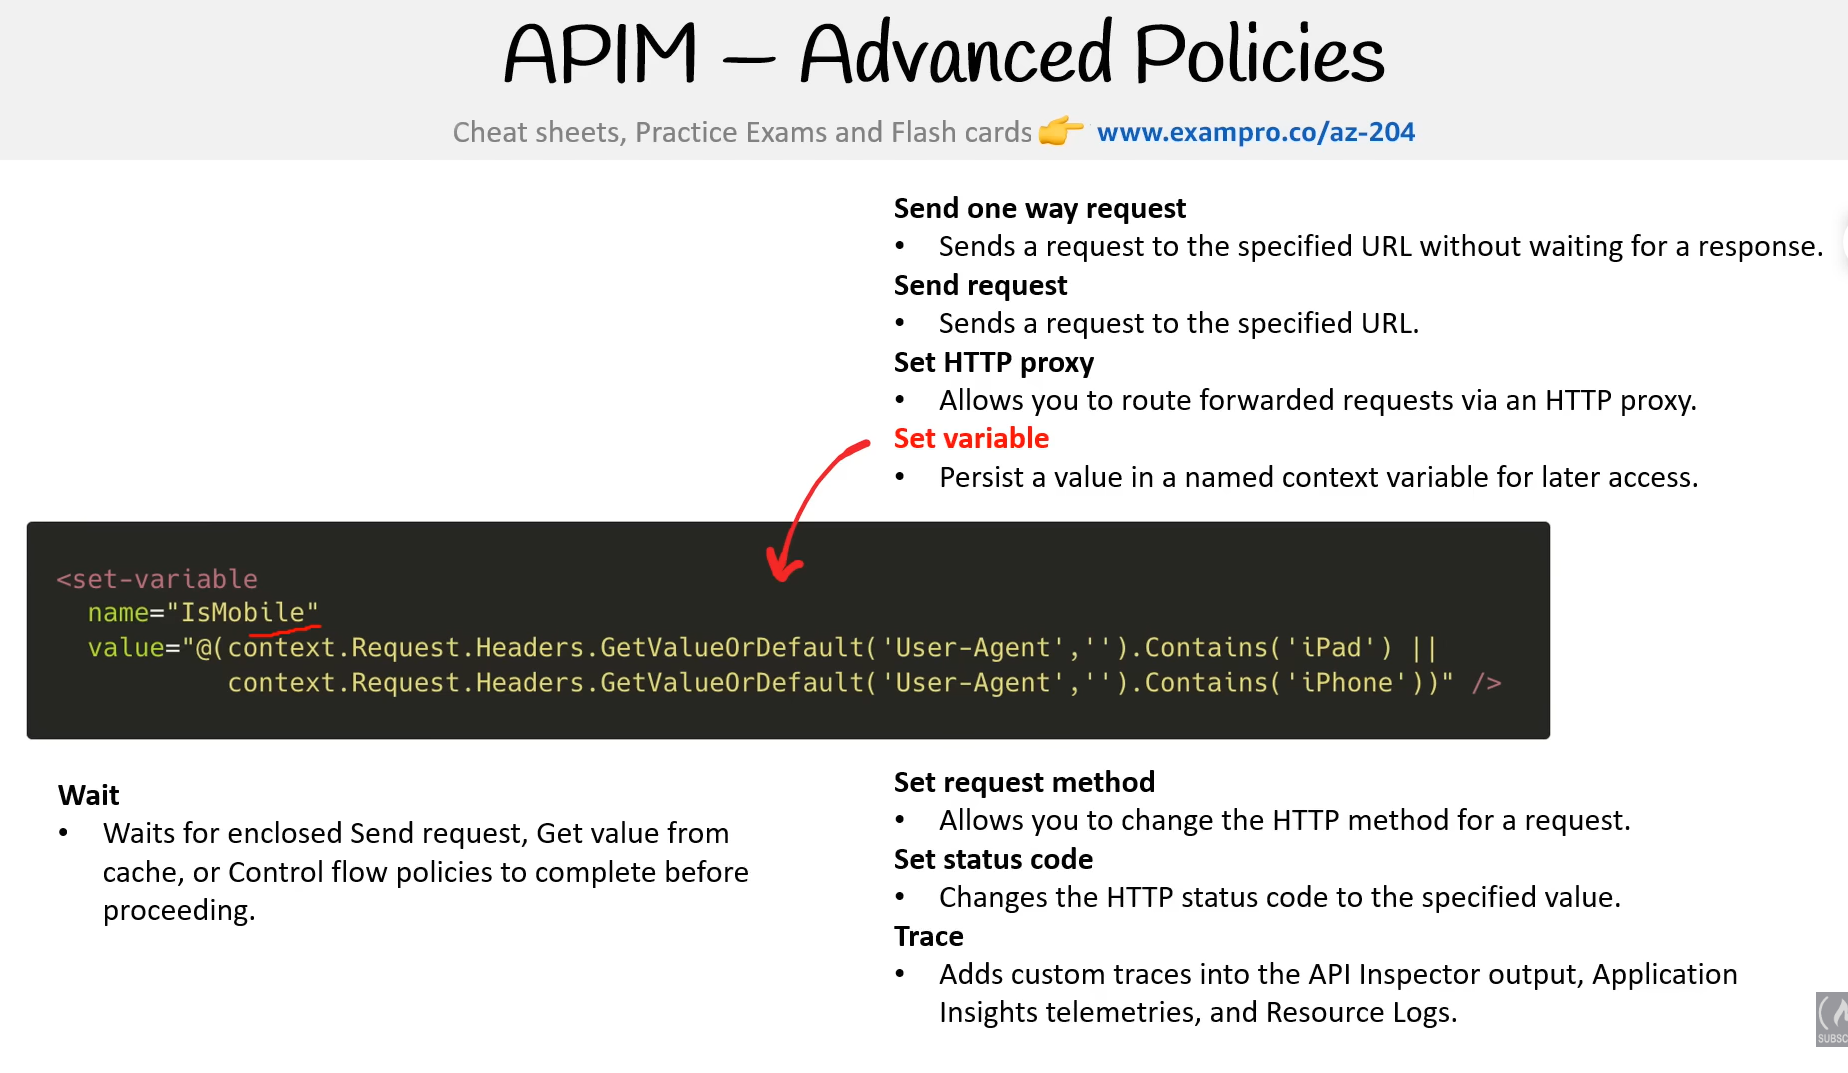 APIM – Advanced Policies
Cheat sheets, Practice Exams and Flash cards 👉 www.exampro.co/az-204
Send one way request
• Sends a request to the specified URL without waiting for a response.
Send request
• Sends a request to the specified URL.
Set HTTP proxy
• Allows you to route forwarded requests via an HTTP proxy.
Set variable
• Persist a value in a named context variable for later access.
<set-variable
name="IsMobile"
value="@(context.Request.Headers.GetValueOrDefault('User-Agent','').Contains('iPad') ||
context.Request.Headers.GetValueOrDefault('User-Agent','').Contains('iPhone'))" />
Wait
• Waits for enclosed Send request, Get value from
cache, or Control flow policies to complete before
proceeding.
Set request method
• Allows you to change the HTTP method for a request.
Set status code
• Changes the HTTP status code to the specified value.
Trace
• Adds custom traces into the API Inspector output, Application
Insights telemetries, and Resource Logs.